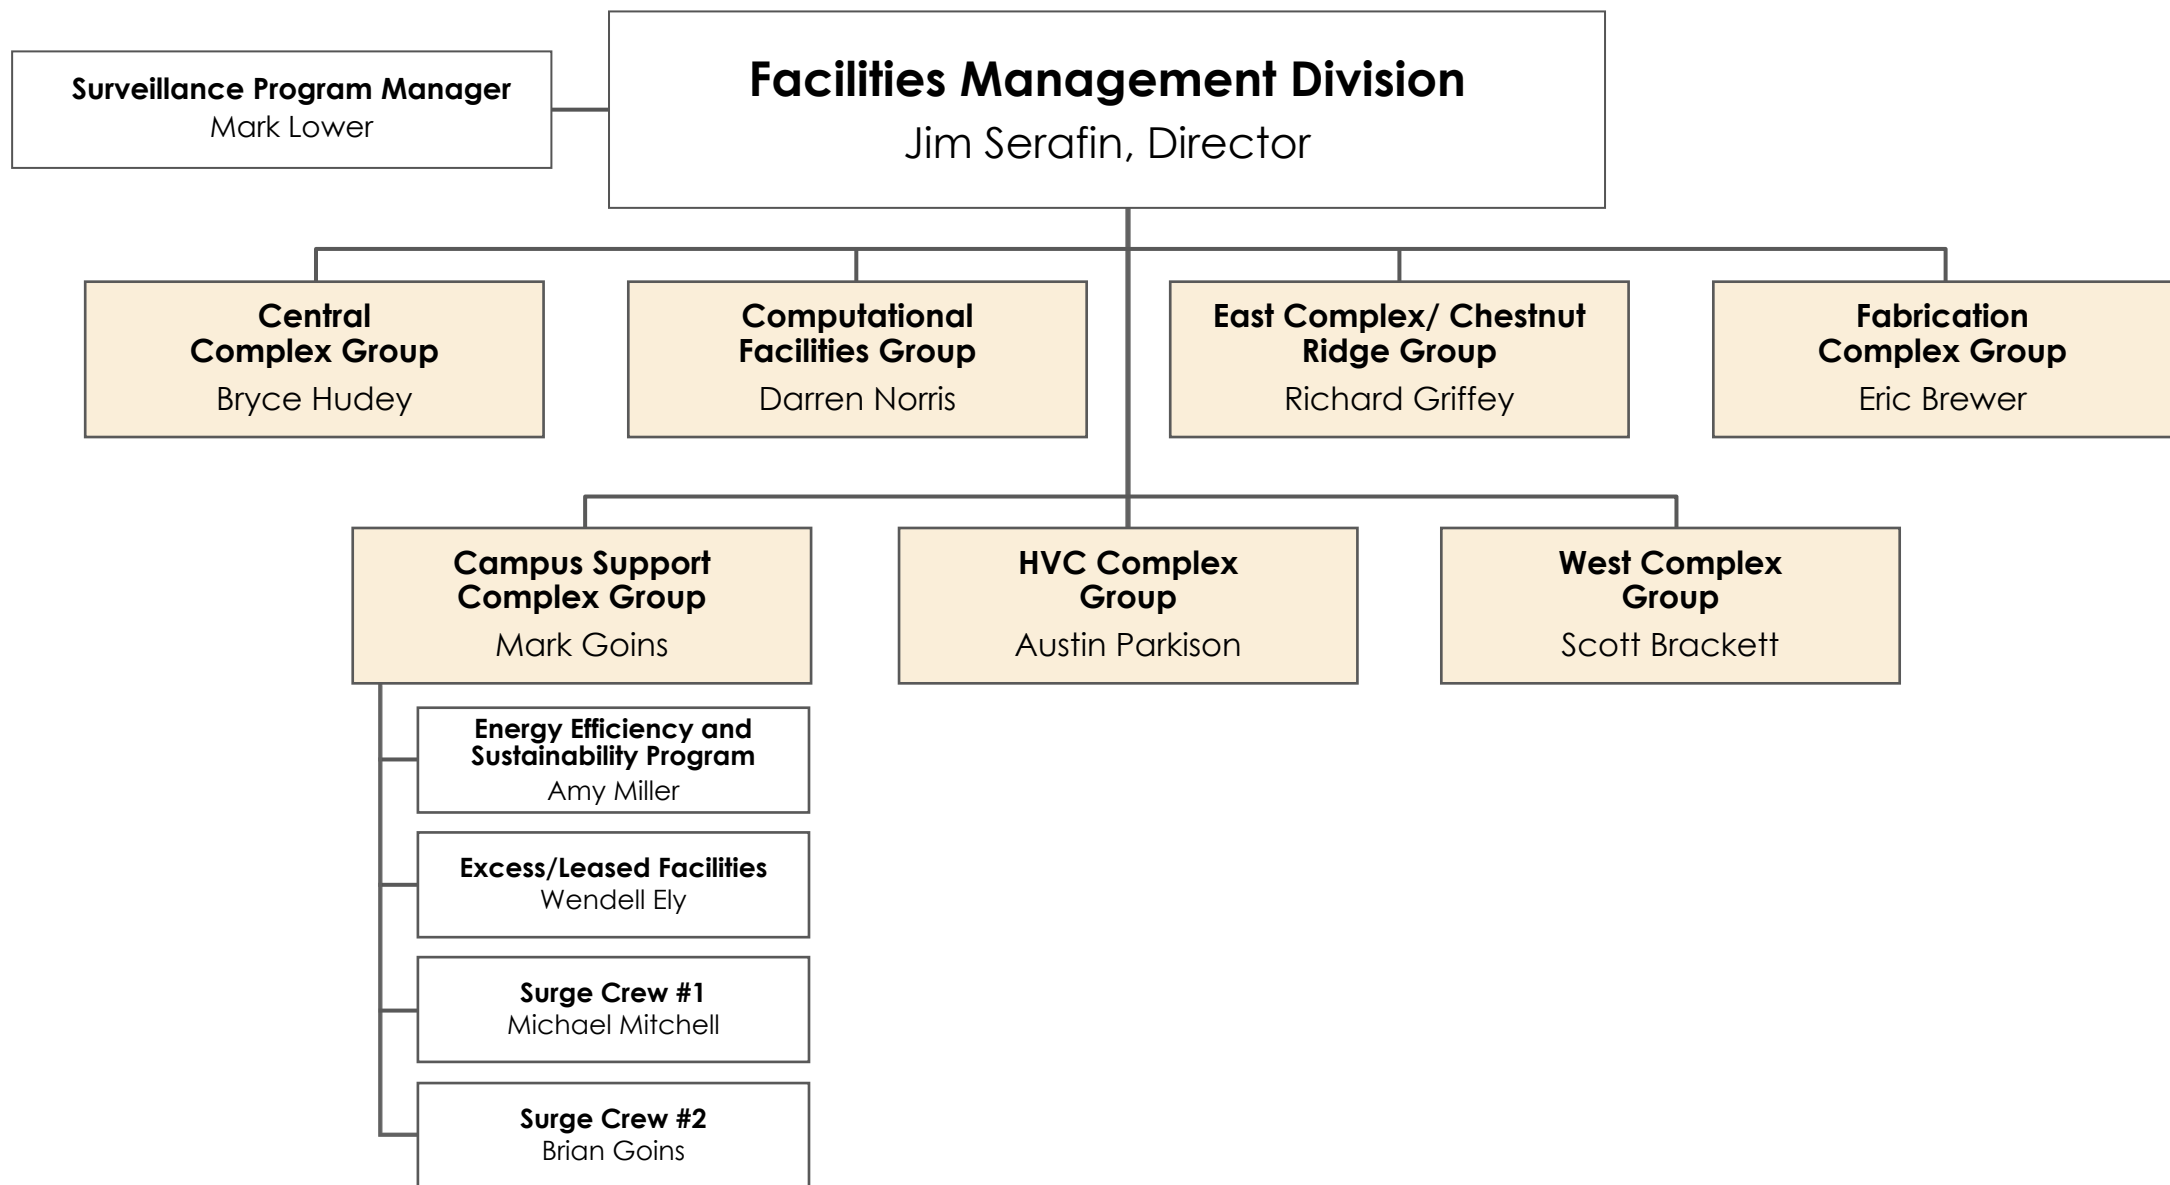 Surveillance Program Manager
Mark Lower
Facilities Management Division
Jim Serafin, Director
Central
Complex Group
Bryce Hudey
Computational
Facilities Group
Darren Norris
East Complex/ Chestnut
Ridge Group
Richard Griffey
Fabrication
Complex Group
Eric Brewer
Campus Support
Complex Group
Mark Goins
HVC Complex
Group
Austin Parkison
West Complex
Group
Scott Brackett
Energy Efficiency and
Sustainability Program
Amy Miller
Excess/Leased Facilities
Wendell Ely
Surge Crew #1
Michael Mitchell
Surge Crew #2
Brian Goins